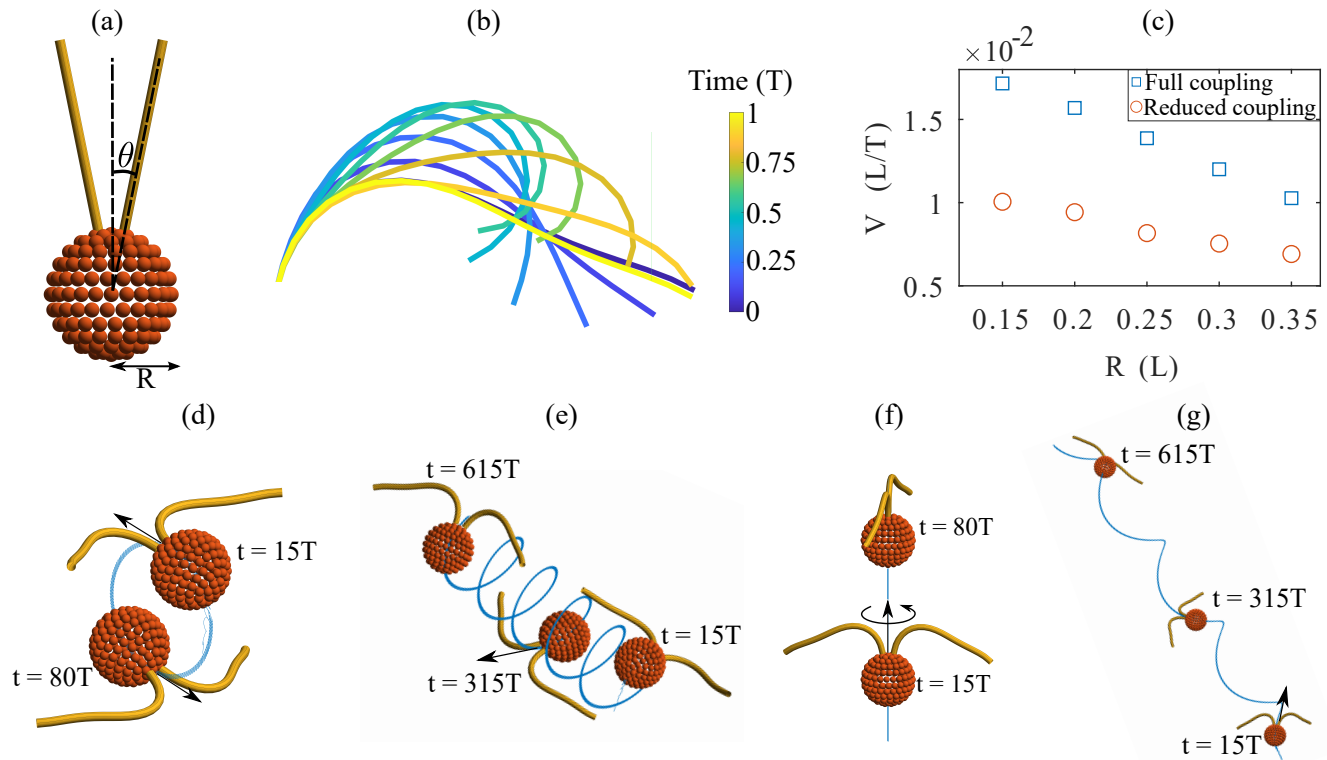 (a)
θ
R
(b)
Time (T)
1
0.75
0.5
0.25
0
(c)
×10⁻²
Full coupling
Reduced coupling
1.5
1
0.5
V (L/T)
0.15 0.2 0.25 0.3 0.35
R (L)
(d)
t = 15T
t = 80T
(e)
t = 615T
t = 15T
t = 315T
(f)
t = 80T
t = 15T
(g)
t = 615T
t = 315T
t = 15T